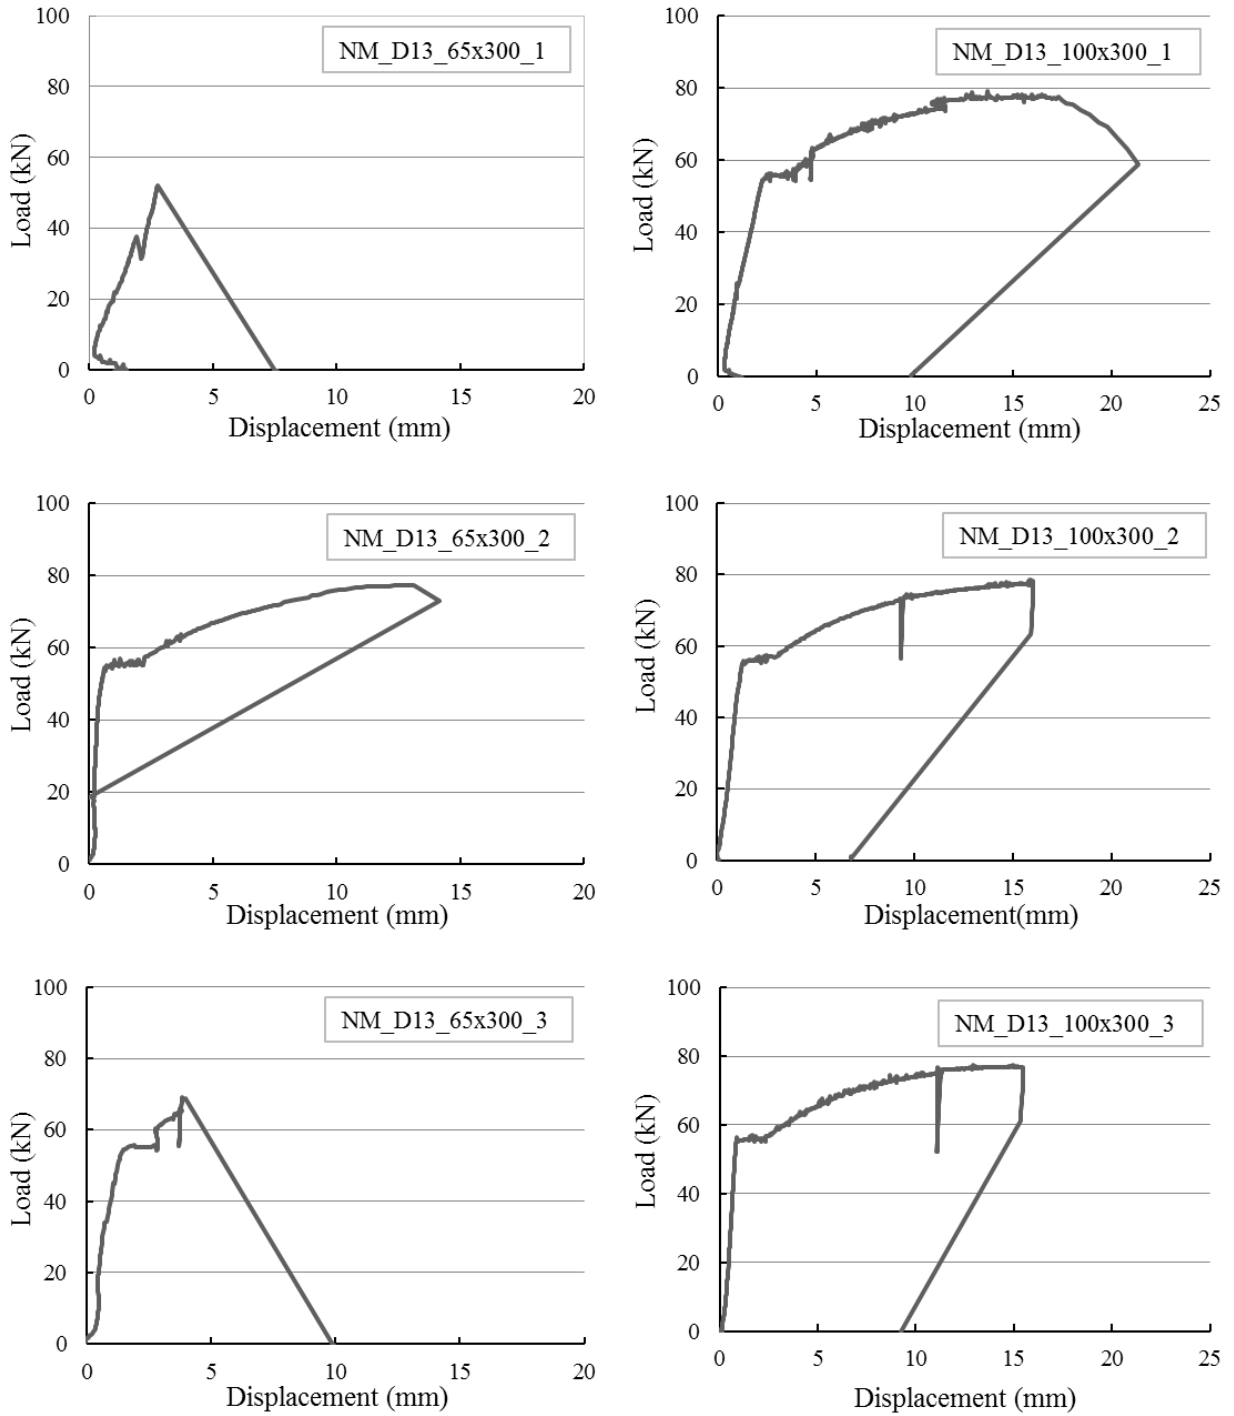 NM_D13_65x300_1
100
80
60
40
20
0
Load (kN)
0 5 10 15 20
Displacement (mm)
NM_D13_100x300_1
100
80
60
40
20
0
Load (kN)
0 5 10 15 20 25
Displacement (mm)
NM_D13_65x300_2
100
80
60
40
20
0
Load (kN)
0 5 10 15 20
Displacement (mm)
NM_D13_100x300_2
100
80
60
40
20
0
Load (kN)
0 5 10 15 20 25
Displacement(mm)
NM_D13_65x300_3
100
80
60
40
20
0
Load (kN)
0 5 10 15 20
Displacement (mm)
NM_D13_100x300_3
100
80
60
40
20
0
Load (kN)
0 5 10 15 20 25
Displacement (mm)